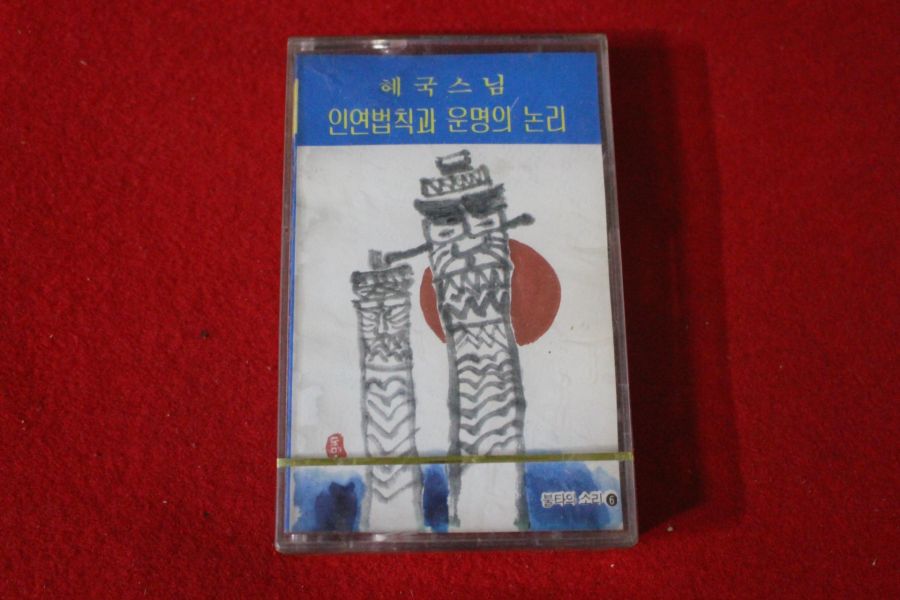 혜국스님
인연법칙과 운명의 논리
붓다의 소리 6